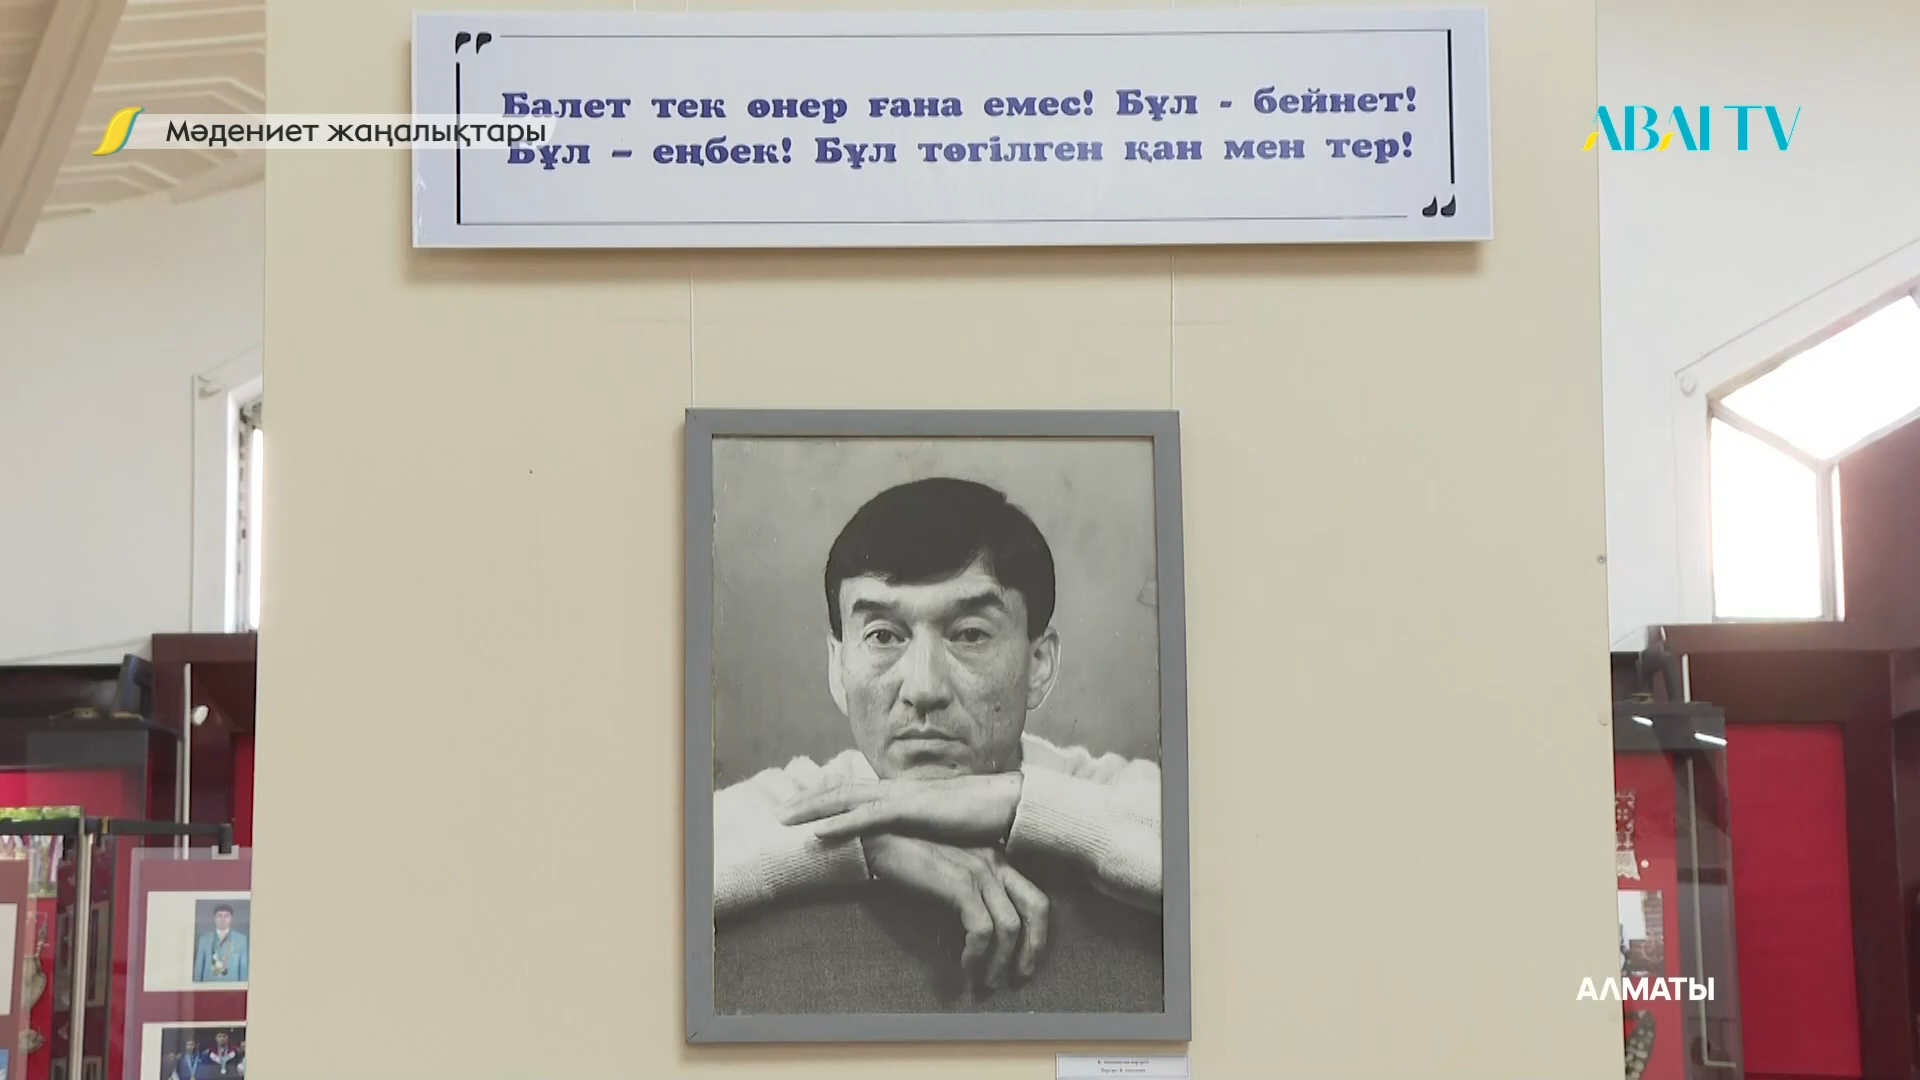 Балет тек өнер ғана емес! Бұл - бейнет!
Бұл – еңбек! Бұл төгілген қан мен тер!
Мәдениет жаңалықтары
ABAI TV
АЛМАТЫ